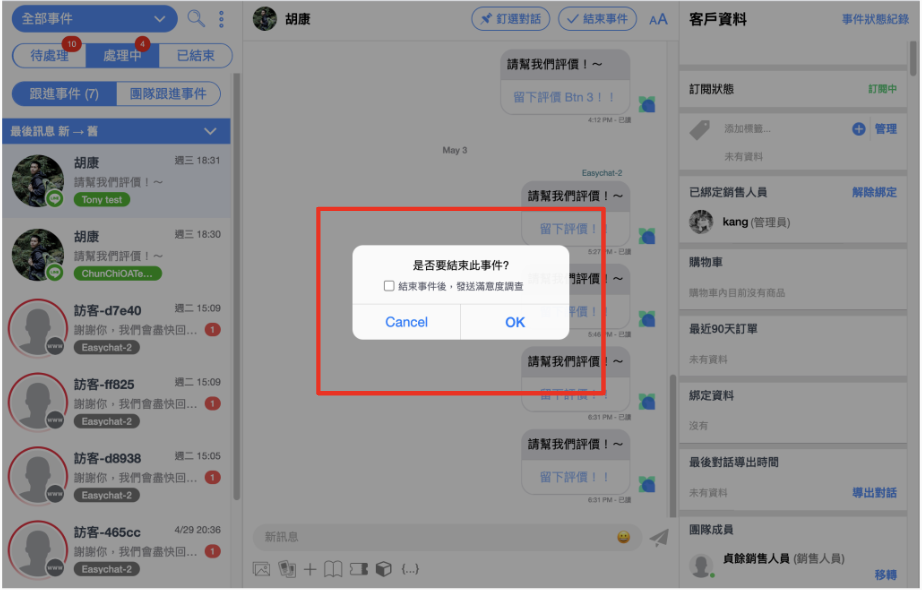 全部事件
待處理 10
處理中 4
已結束
跟進事件 (7)
團隊跟進事件
最後訊息 新 → 舊
胡康
週三 18:31
請幫我們評價！～
Tony test
胡康
週三 18:30
請幫我們評價！～
ChunChiOATe...
訪客-d7e40
週二 15:09
謝謝你，我們會盡快回... 1
www
Easychat-2
訪客-ff825
週二 15:09
謝謝你，我們會盡快回... 1
www
Easychat-2
訪客-d8938
週二 15:05
謝謝你，我們會盡快回... 1
www
Easychat-2
訪客-465cc
4/29 20:36
謝謝你，我們會盡快回... 1
www
Easychat-2
胡康
釘選對話
結束事件
AA
請幫我們評價！～
留下評價 Btn 3！！
4:12 PM - 已讀
May 3
Easychat-2
請幫我們評價！～
留下評價！！
5:27 PM - 已讀
請幫我們評價！～
留下評價！！
5:46 PM - 已讀
請幫我們評價！～
留下評價！！
6:31 PM - 已讀
請幫我們評價！～
留下評價！！
6:31 PM - 已讀
是否要結束此事件?
結束事件後，發送滿意度調查
Cancel
OK
新訊息
{...}
客戶資料
事件狀態紀錄
訂閱狀態
訂閱中
添加標籤...
管理
未有資料
已綁定銷售人員
解除綁定
kang (管理員)
購物車
購物車內目前沒有商品
最近90天訂單
未有資料
綁定資料
沒有
最後對話導出時間
未有資料
導出對話
團隊成員
貞餘銷售人員 (銷售人員)
移轉